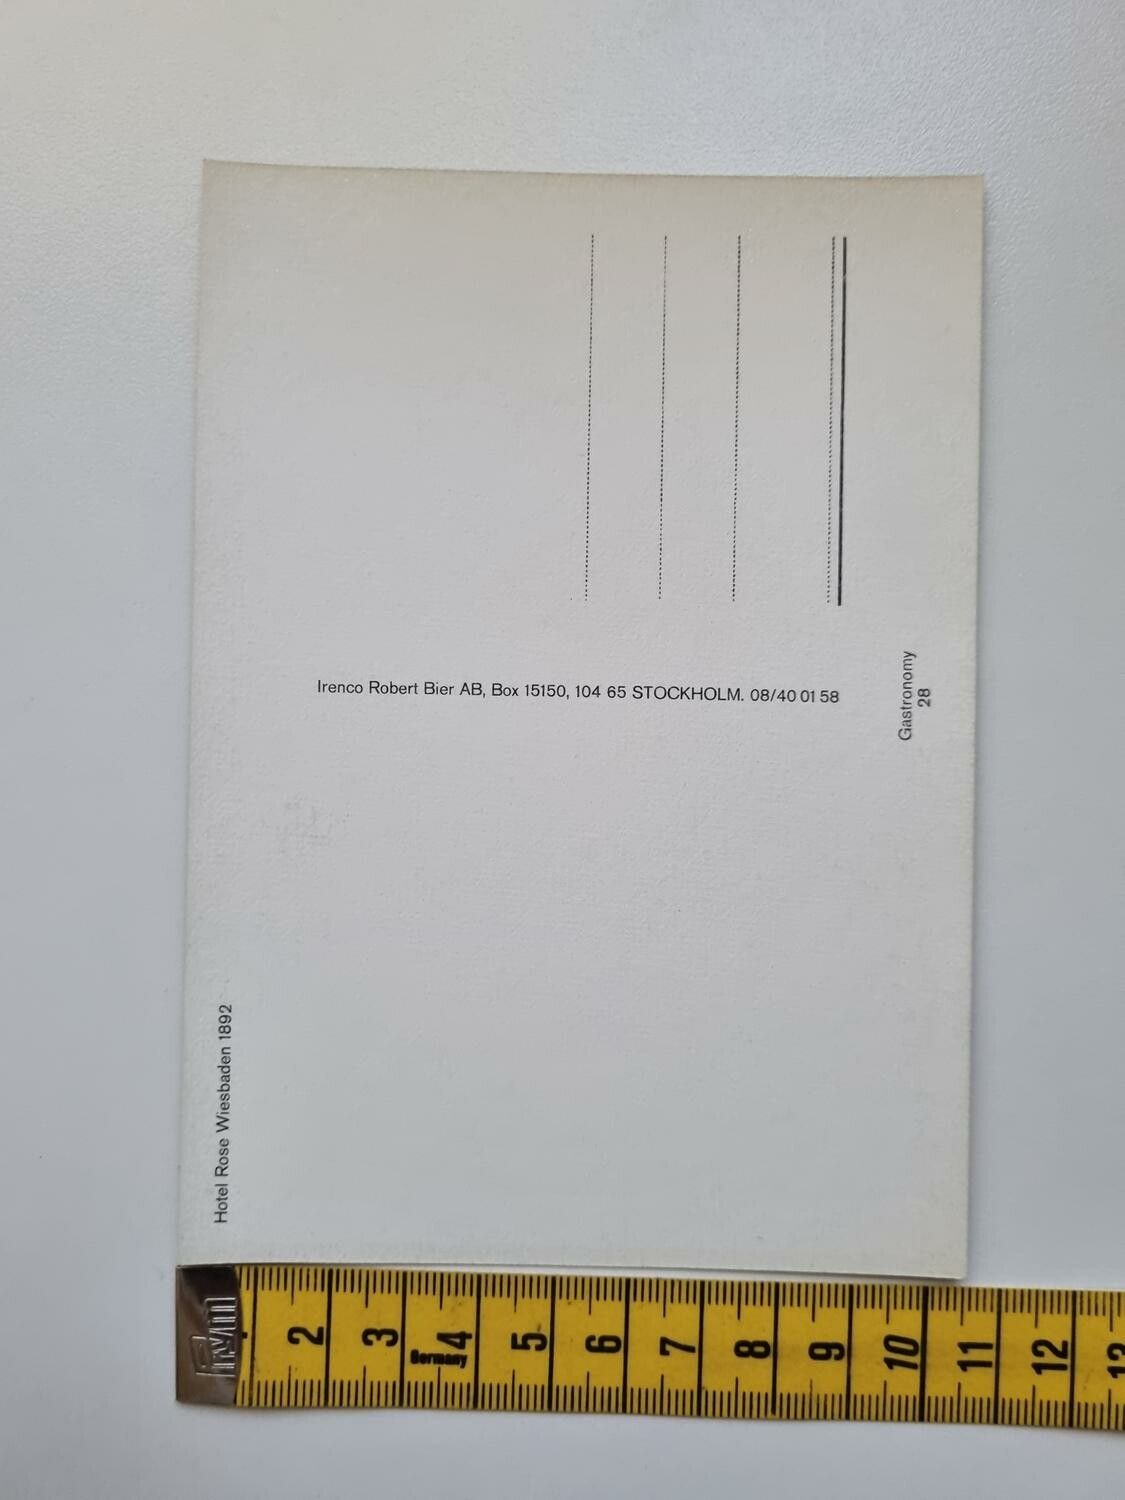 Gastronomy
28
Irenco Robert Bier AB, Box 15150, 104 65 STOCKHOLM. 08/40 01 58
Hotel Rose Wiesbaden 1892
Prym
2 3 4 5 6 7 8 9 10 11 12 13
Germany